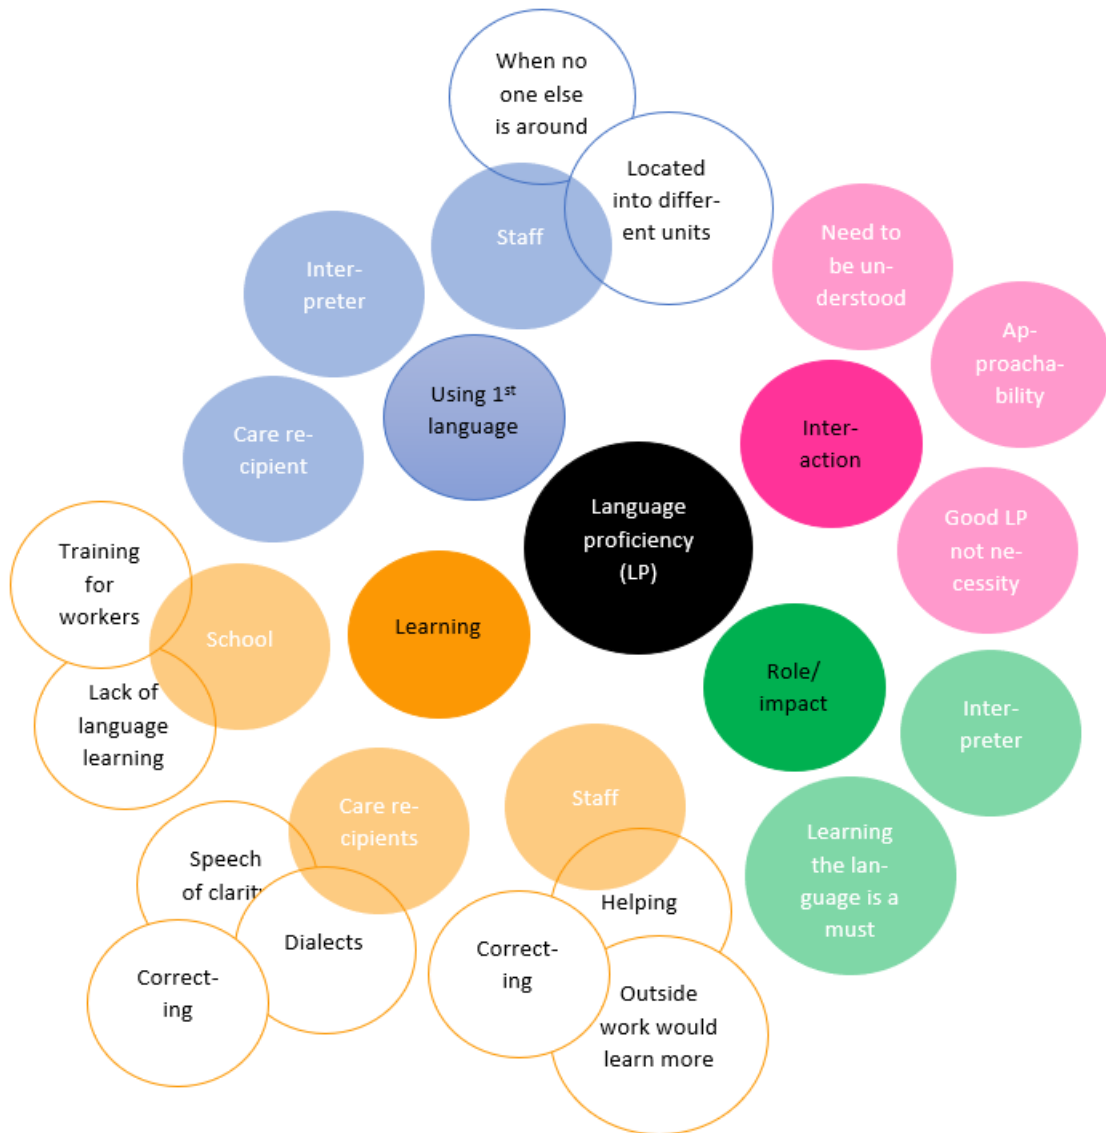 When no
one else
is around
Located
into differ-
ent units
Staff
Inter-
preter
Care re-
cipient
Using 1st
language
Need to
be un-
derstood
Ap-
proacha-
bility
Inter-
action
Good LP
not ne-
cessity
Language
proficiency
(LP)
Role/
impact
Inter-
preter
Learning
the lan-
guage is a
must
Learning
Training
for
workers
School
Lack of
language
learning
Care re-
cipients
Speech
of clarity
Dialects
Correct-
ing
Staff
Helping
Correct-
ing
Outside
work would
learn more